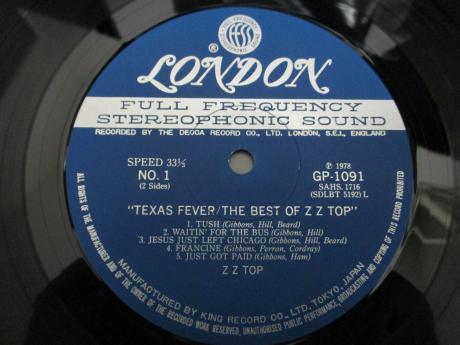 FULL FREQUENCY STEREOPHONIC SOUND
®
LONDON
FULL FREQUENCY
STEREOPHONIC SOUND
RECORDED BY THE DECCA RECORD CO., LTD. LONDON, S.E.I., ENGLAND
SPEED 33⅓
NO. 1
(2 Sides)
℗ 1978
GP-1091
SAHS. 1716
(SDLBT 5192) L
"TEXAS FEVER/THE BEST OF Z Z TOP"
1. TUSH (Gibbons, Hill, Beard)
2. WAITIN' FOR THE BUS (Gibbons, Hill)
3. JESUS JUST LEFT CHICAGO (Gibbons, Hill, Beard)
4. FRANCINE (Gibbons, Perron, Cordray)
5. JUST GOT PAID (Gibbons, Ham)
Z Z TOP
MANUFACTURED BY KING RECORD CO., LTD. TOKYO, JAPAN
ALL RIGHTS OF THE MANUFACTURER AND OF THE OWNER OF THE RECORDED WORK RESERVED, UNAUTHORISED PUBLIC PERFORMANCE, BROADCASTING AND COPYING OF THIS RECORD PROHIBITED